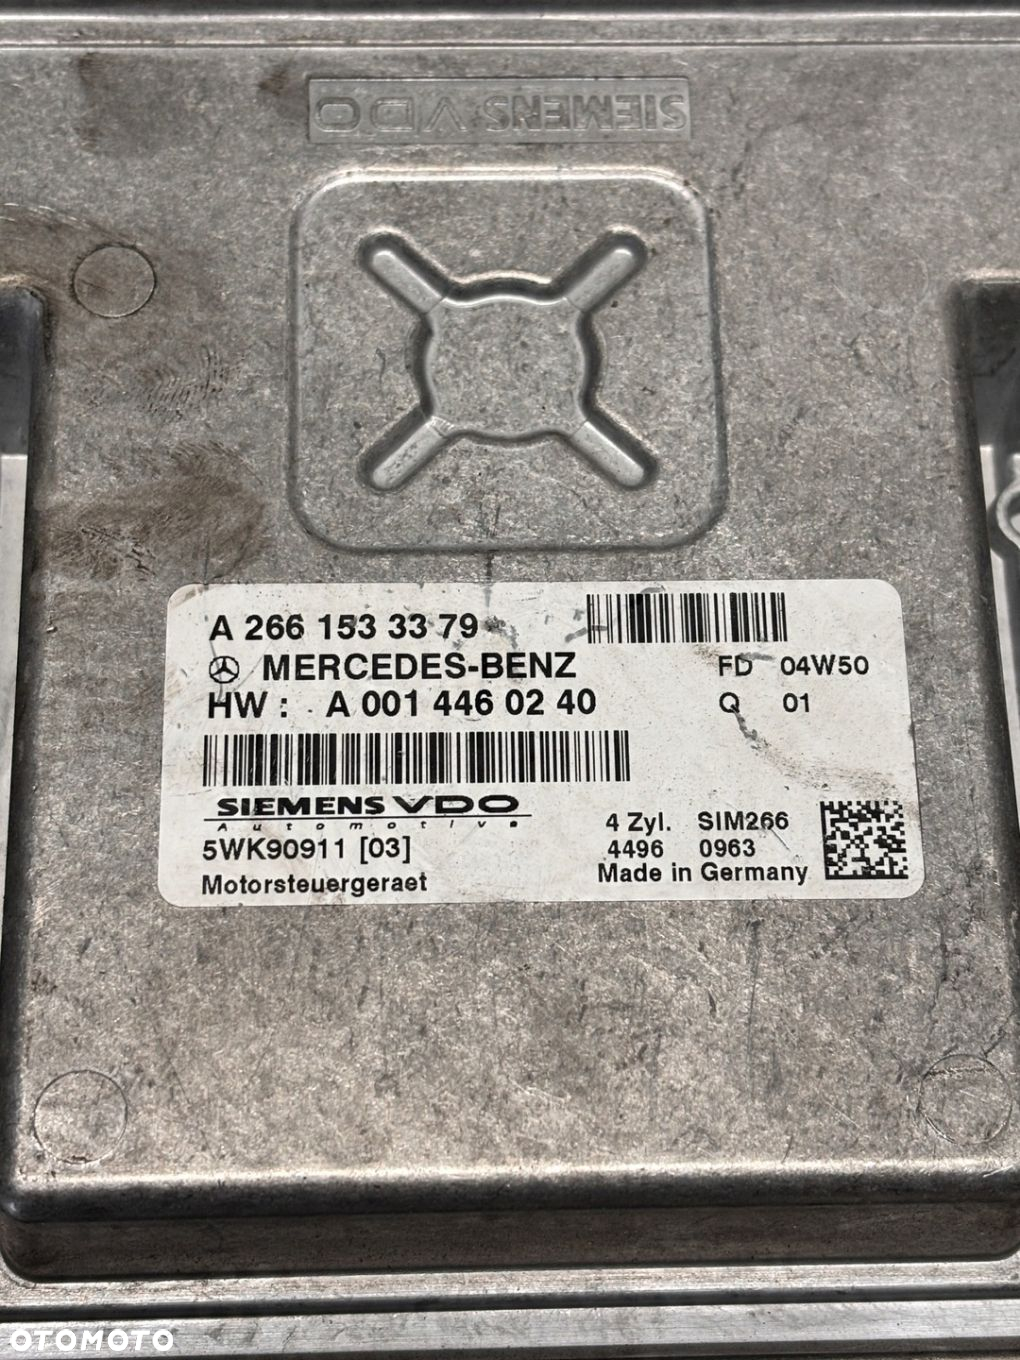 SIEMENS VDO
A 266 153 33 79
MERCEDES-BENZ
FD 04W50
HW : A 001 446 02 40
Q 01
SIEMENS VDO
Automotive
4 Zyl. SIM266
5WK90911 [03]
4496 0963
Motorsteuergeraet
Made in Germany
OTOMOTO